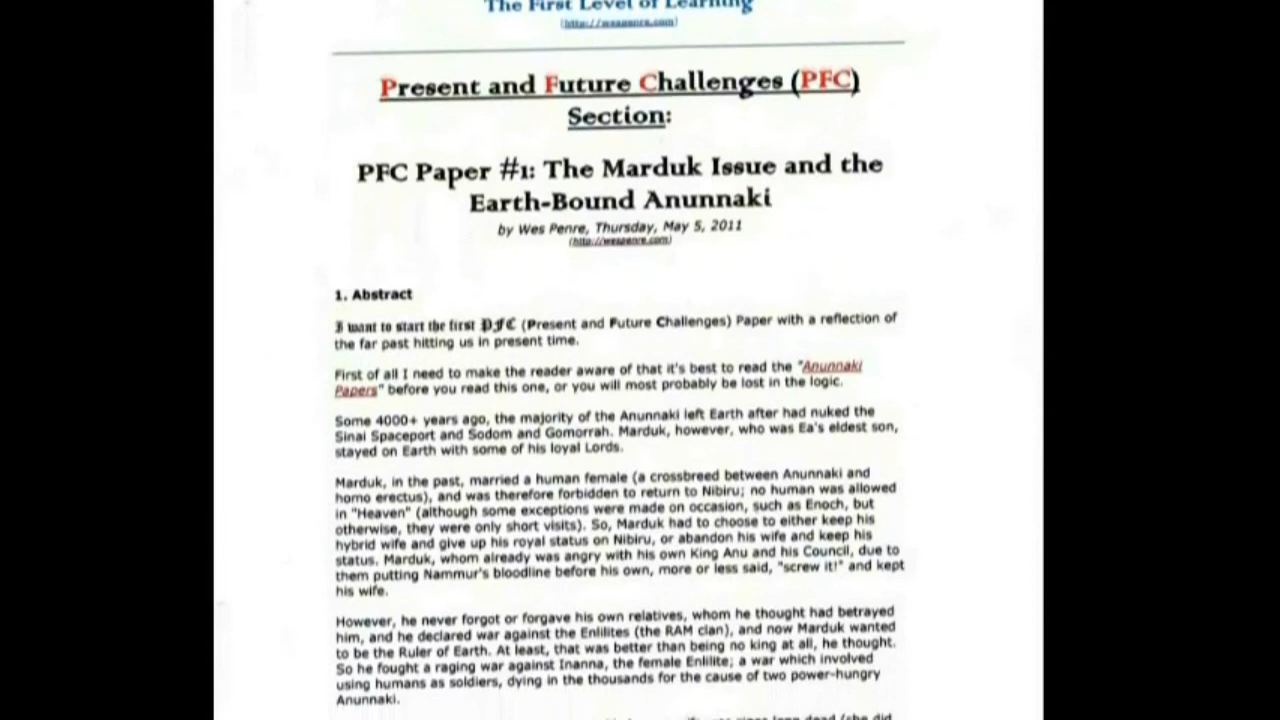 The First Level of Learning
(http://wespenre.com)
Present and Future Challenges (PFC)
Section:
PFC Paper #1: The Marduk Issue and the
Earth-Bound Anunnaki
by Wes Penre, Thursday, May 5, 2011
(http://wespenre.com)
1. Abstract
I want to start the first PFC (Present and Future Challenges) Paper with a reflection of
the far past hitting us in present time.
First of all I need to make the reader aware of that it's best to read the "Anunnaki
Papers" before you read this one, or you will most probably be lost in the logic.
Some 4000+ years ago, the majority of the Anunnaki left Earth after had nuked the
Sinai Spaceport and Sodom and Gomorrah. Marduk, however, who was Ea's eldest son,
stayed on Earth with some of his loyal Lords.
Marduk, in the past, married a human female (a crossbreed between Anunnaki and
homo erectus), and was therefore forbidden to return to Nibiru; no human was allowed
in "Heaven" (although some exceptions were made on occasion, such as Enoch, but
otherwise, they were only short visits). So, Marduk had to choose to either keep his
hybrid wife and give up his royal status on Nibiru, or abandon his wife and keep his
status. Marduk, whom already was angry with his own King Anu and his Council, due to
them putting Nammur's bloodline before his own, more or less said, "screw it!" and kept
his wife.
However, he never forgot or forgave his own relatives, whom he thought had betrayed
him, and he declared war against the Enlilites (the RAM clan), and now Marduk wanted
to be the Ruler of Earth. At least, that was better than being no king at all, he thought.
So he fought a raging war against Inanna, the female Enlilite; a war which involved
using humans as soldiers, dying in the thousands for the cause of two power-hungry
Anunnaki.